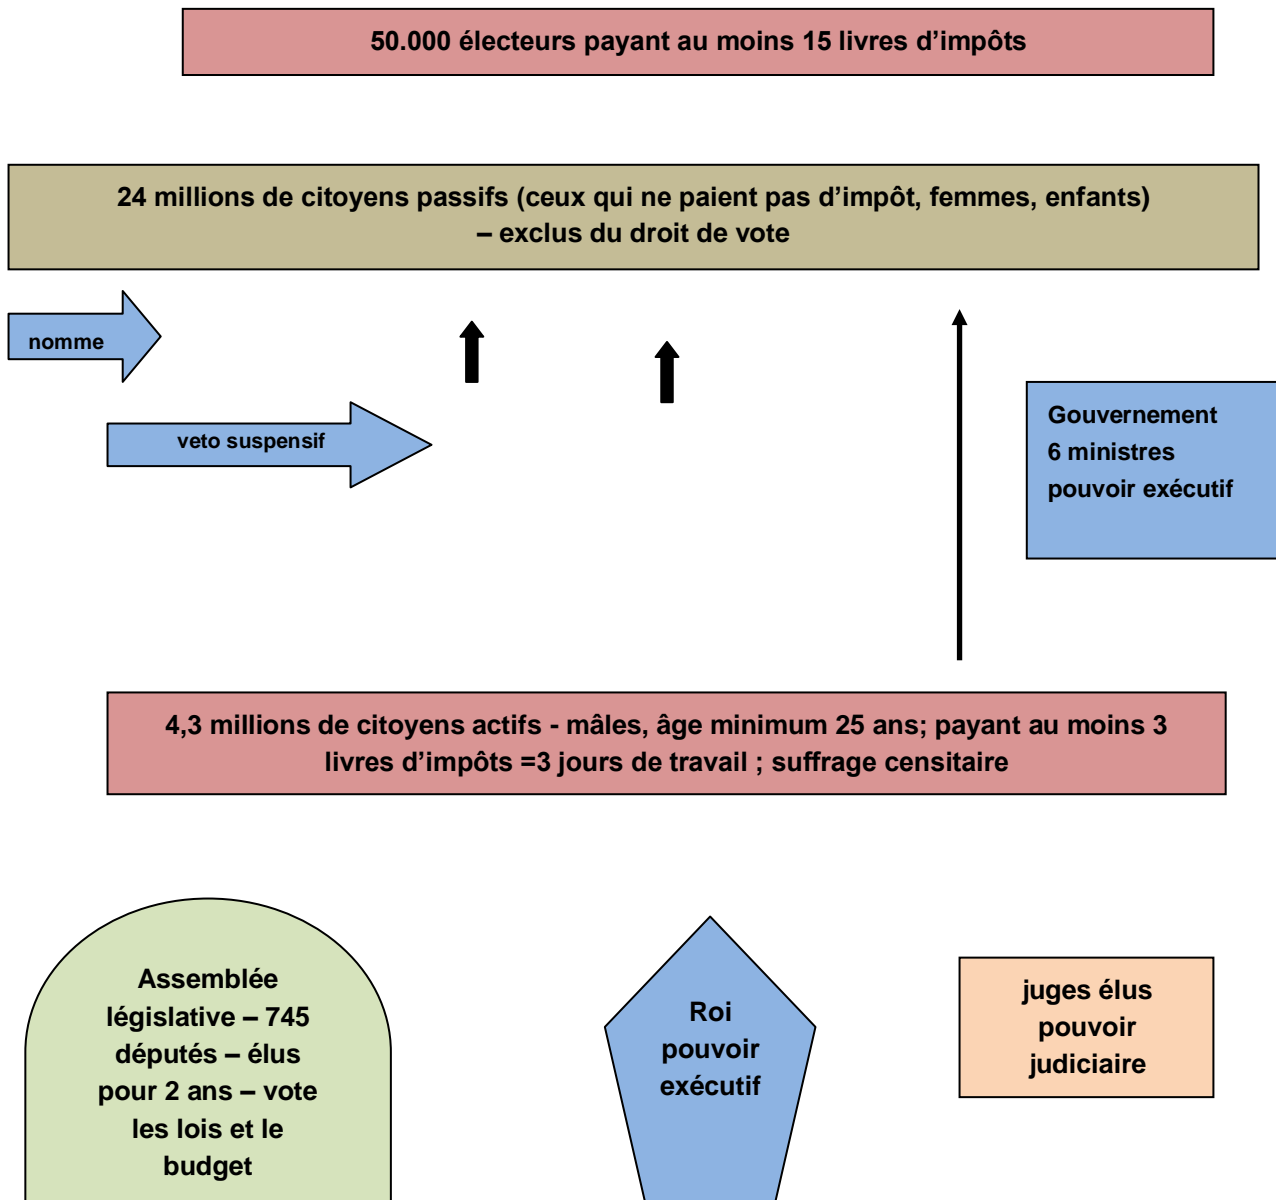 50.000 électeurs payant au moins 15 livres d’impôts
24 millions de citoyens passifs (ceux qui ne paient pas d’impôt, femmes, enfants)
– exclus du droit de vote
nomme
veto suspensif
Gouvernement
6 ministres
pouvoir exécutif
4,3 millions de citoyens actifs - mâles, âge minimum 25 ans; payant au moins 3
livres d’impôts =3 jours de travail ; suffrage censitaire
Assemblée
législative – 745
députés – élus
pour 2 ans – vote
les lois et le
budget
Roi
pouvoir
exécutif
juges élus
pouvoir
judiciaire